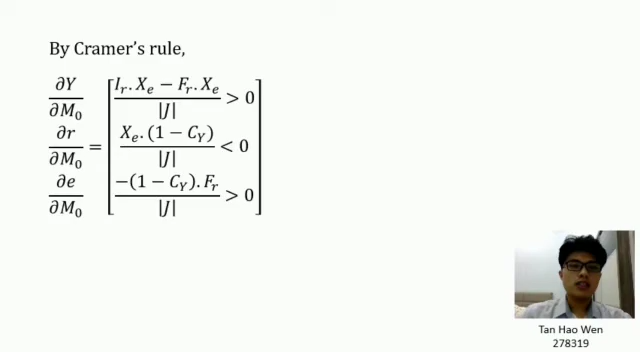 By Cramer's rule,
∂Y/∂M₀ ∂r/∂M₀ ∂e/∂M₀ =
(I_r. X_e − F_r. X_e)/|J| > 0
(X_e. (1 − C_Y))/|J| < 0
(−(1 − C_Y). F_r)/|J| > 0
Tan Hao Wen
278319